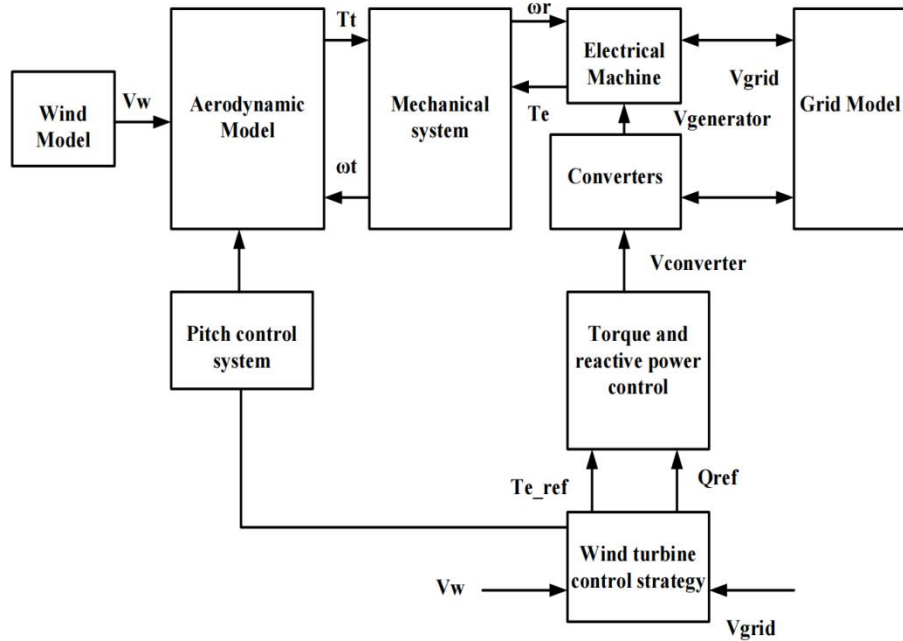 Tt
ωr
Electrical
Machine
Vw
Wind
Model
Aerodynamic
Model
Mechanical
system
Te
Vgrid
Grid Model
Vgenerator
ωt
Converters
Vconverter
Pitch control
system
Torque and
reactive power
control
Te_ref
Qref
Wind turbine
control strategy
Vw
Vgrid